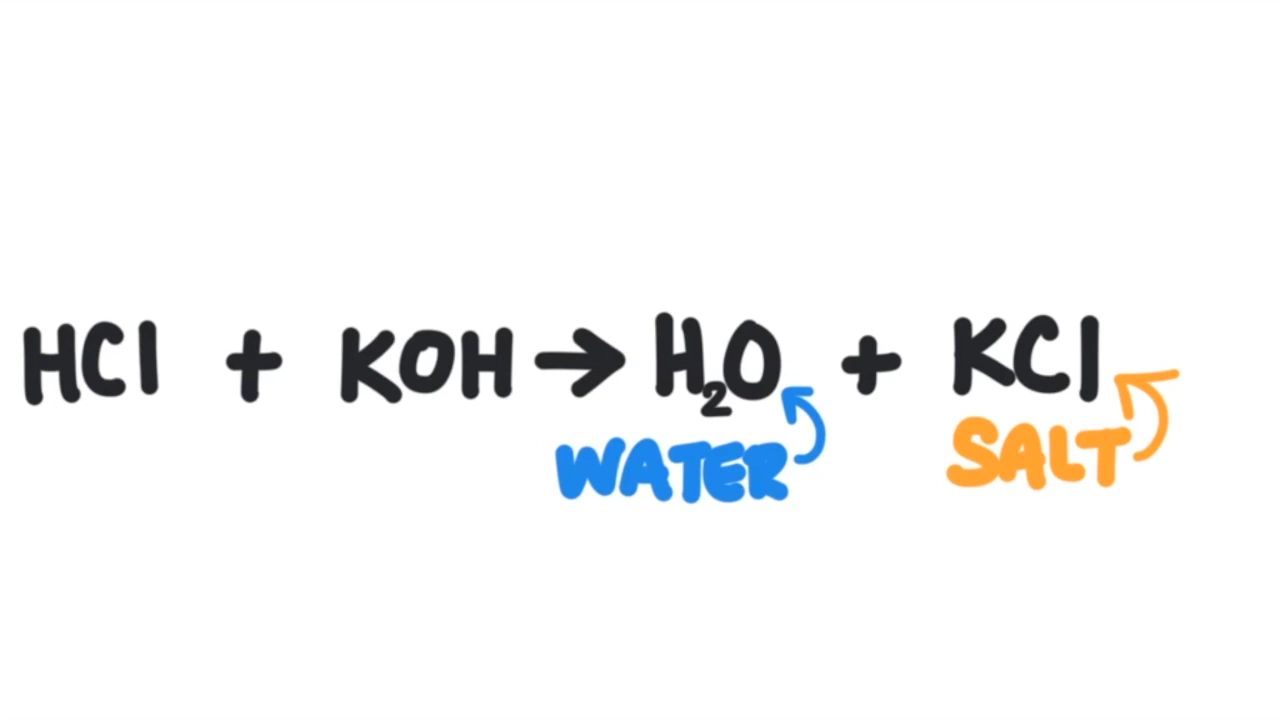 HCl + KOH → H₂O + KCl
WATER SALT